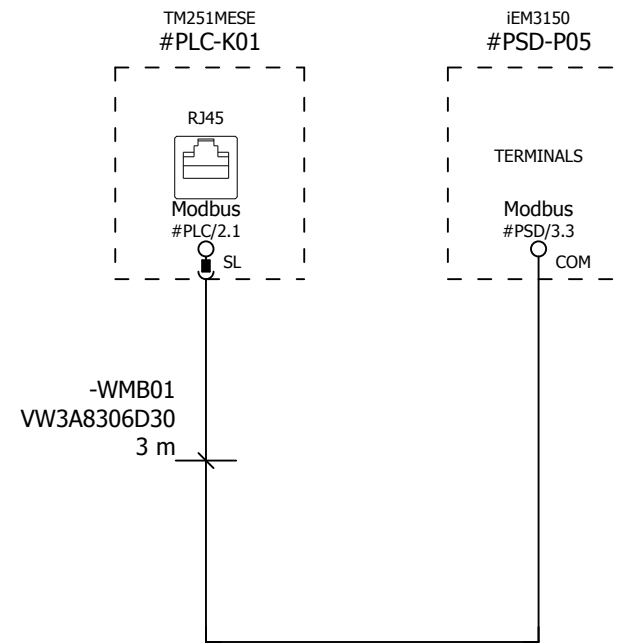 TM251MESE
#PLC-K01
RJ45
Modbus
#PLC/2.1
SL
iEM3150
#PSD-P05
TERMINALS
Modbus
#PSD/3.3
COM
-WMB01
VW3A8306D30
3 m